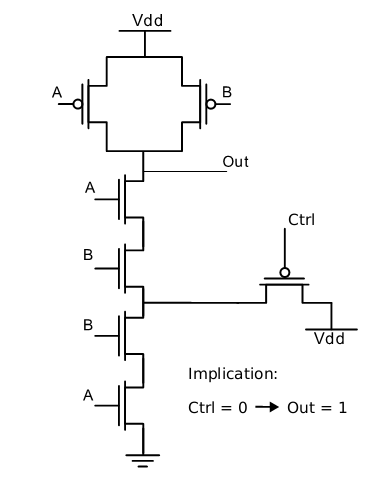 Vdd
A
B
Out
A
B
Ctrl
B
Vdd
Implication:
A
Ctrl = 0 → Out = 1